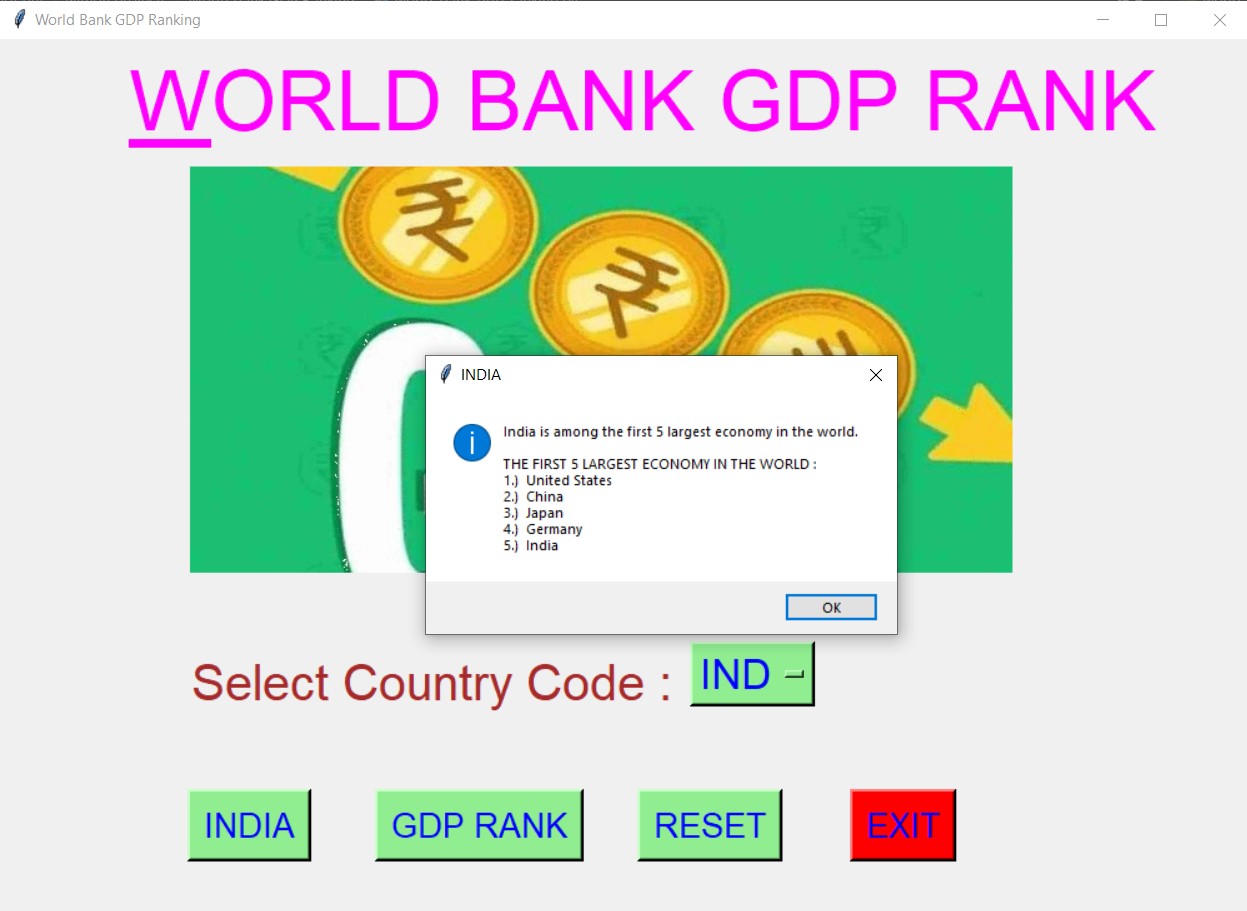 World Bank GDP Ranking
WORLD BANK GDP RANK
₹
₹
INDIA
India is among the first 5 largest economy in the world.
THE FIRST 5 LARGEST ECONOMY IN THE WORLD :
1.) United States
2.) China
3.) Japan
4.) Germany
5.) India
OK
Select Country Code : IND
INDIA GDP RANK RESET EXIT